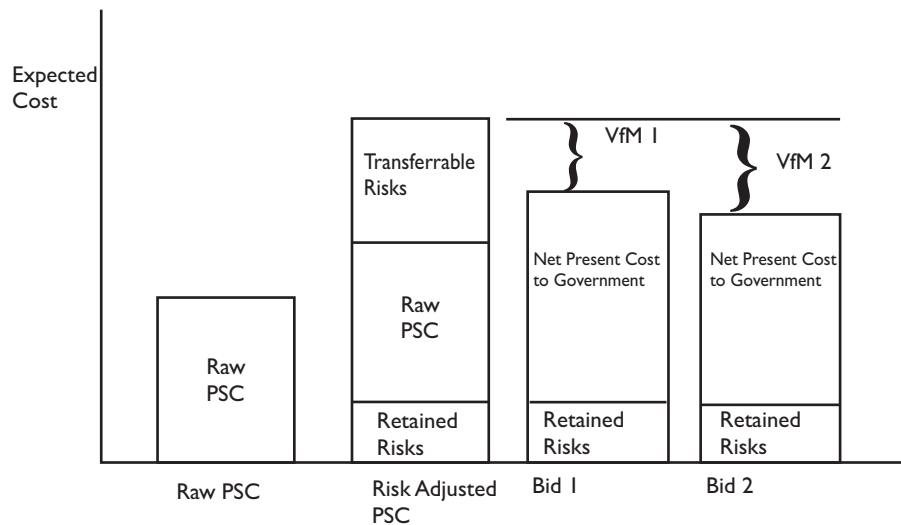 Expected
Cost
VfM 1
VfM 2
Transferrable
Risks
Net Present Cost
to Government
Net Present Cost
to Government
Raw
PSC
Raw
PSC
Retained
Risks
Retained
Risks
Retained
Risks
Raw PSC
Risk Adjusted
PSC
Bid 1
Bid 2